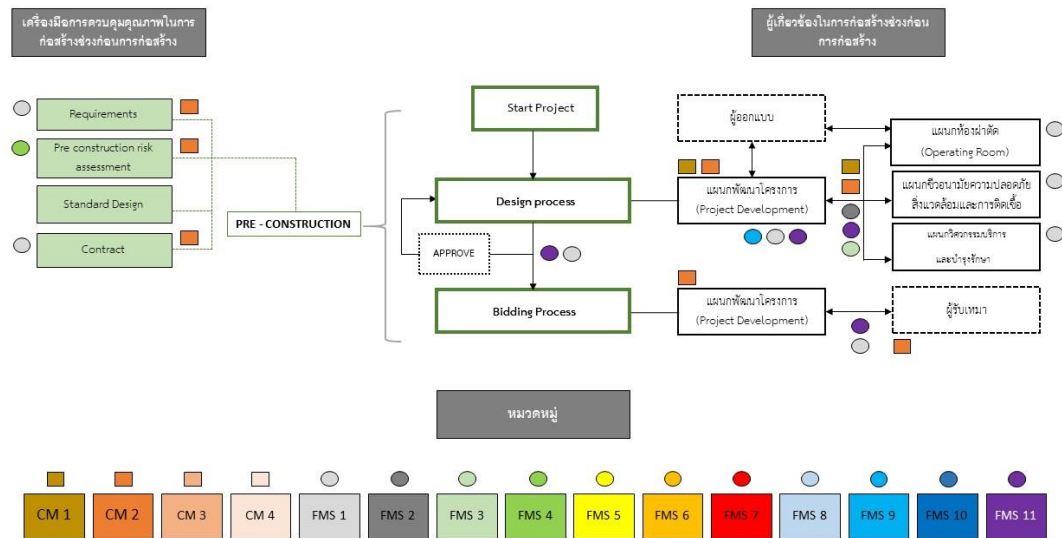 เครื่องมือการควบคุมคุณภาพในการ
ก่อสร้างช่วงก่อนการก่อสร้าง
ผู้เกี่ยวข้องในการก่อสร้างช่วงก่อน
การก่อสร้าง
Requirements
Pre construction risk
assessment
Standard Design
Contract
PRE - CONSTRUCTION
Start Project
Design process
APPROVE
Bidding Process
ผู้ออกแบบ
แผนกพัฒนาโครงการ
(Project Development)
แผนกห้องผ่าตัด
(Operating Room)
แผนกชีวอนามัยความปลอดภัย
สิ่งแวดล้อมและการติดเชื้อ
แผนกวิศวกรรมบริการ
และบำรุงรักษา
แผนกพัฒนาโครงการ
(Project Development)
ผู้รับเหมา
หมวดหมู่
CM 1
CM 2
CM 3
CM 4
FMS 1
FMS 2
FMS 3
FMS 4
FMS 5
FMS 6
FMS 7
FMS 8
FMS 9
FMS 10
FMS 11